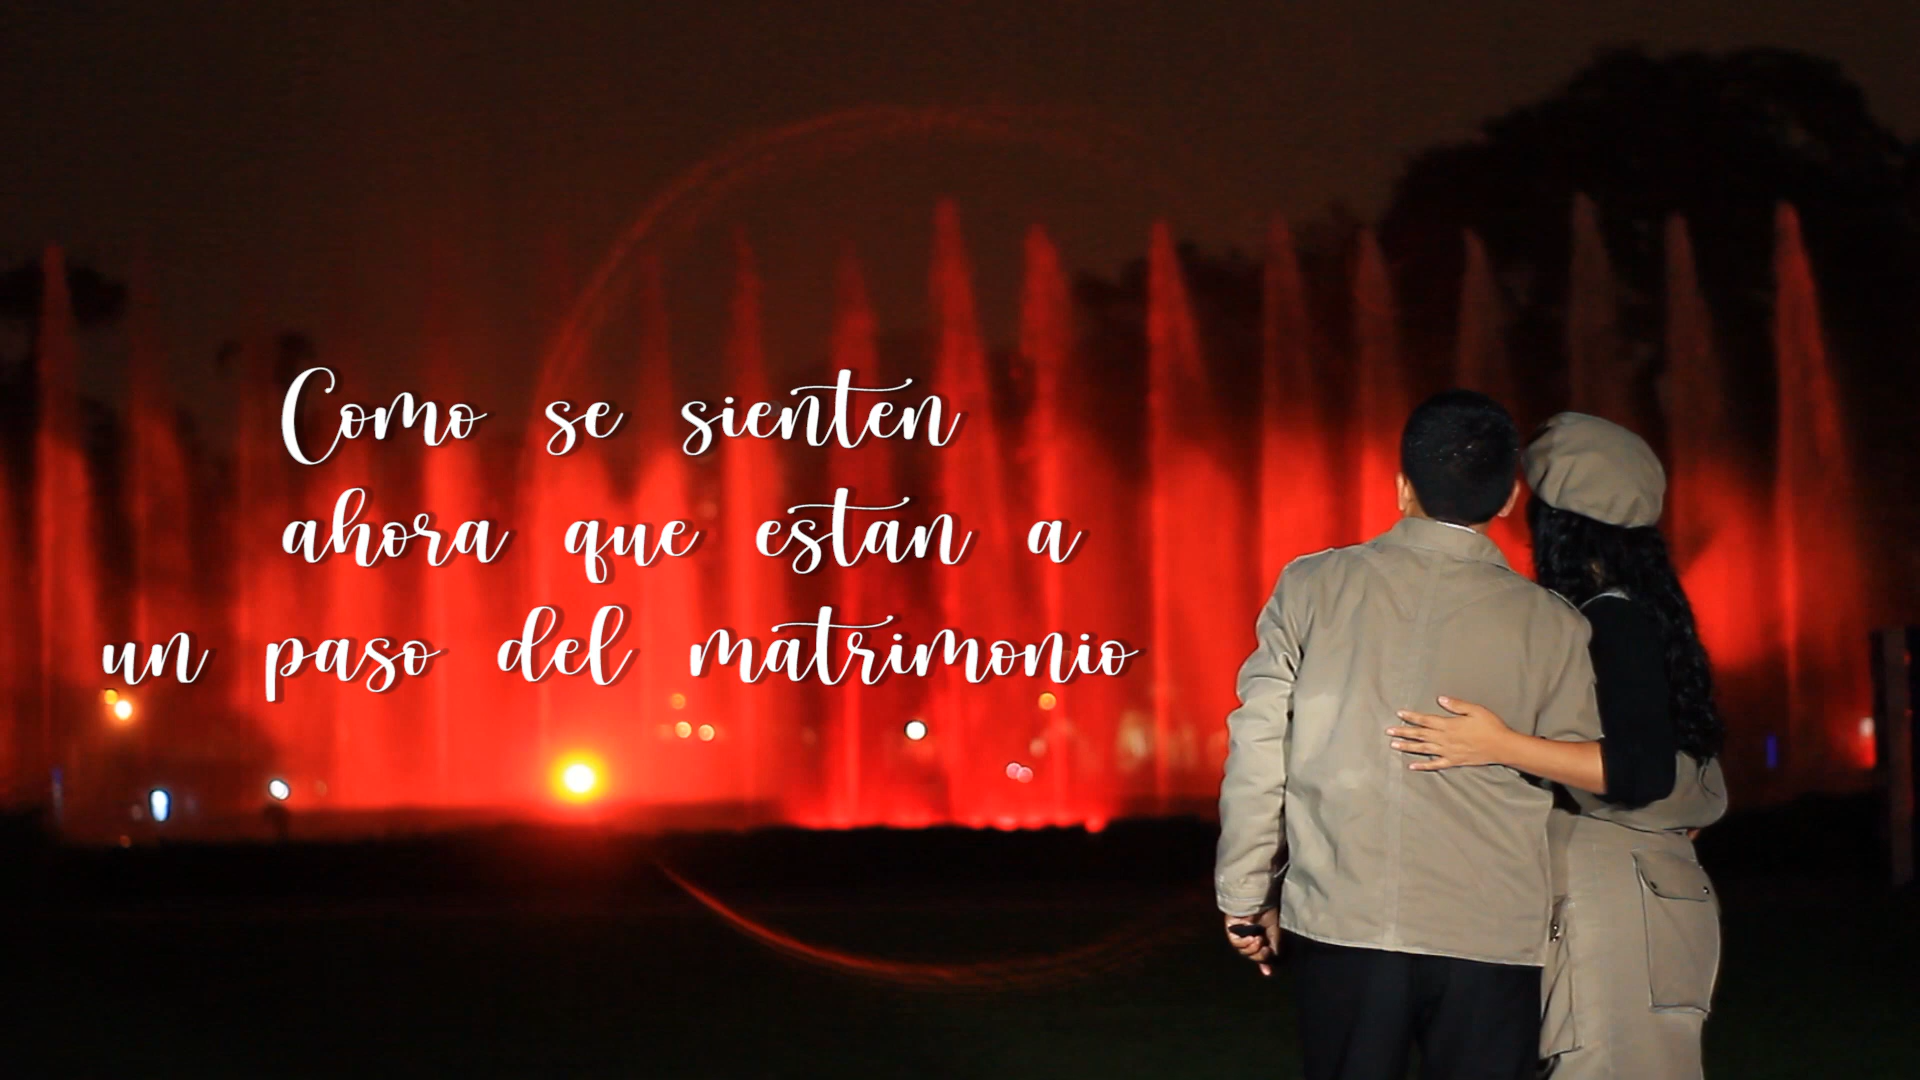 Como se sienten
ahora que estan a
un paso del matrimonio